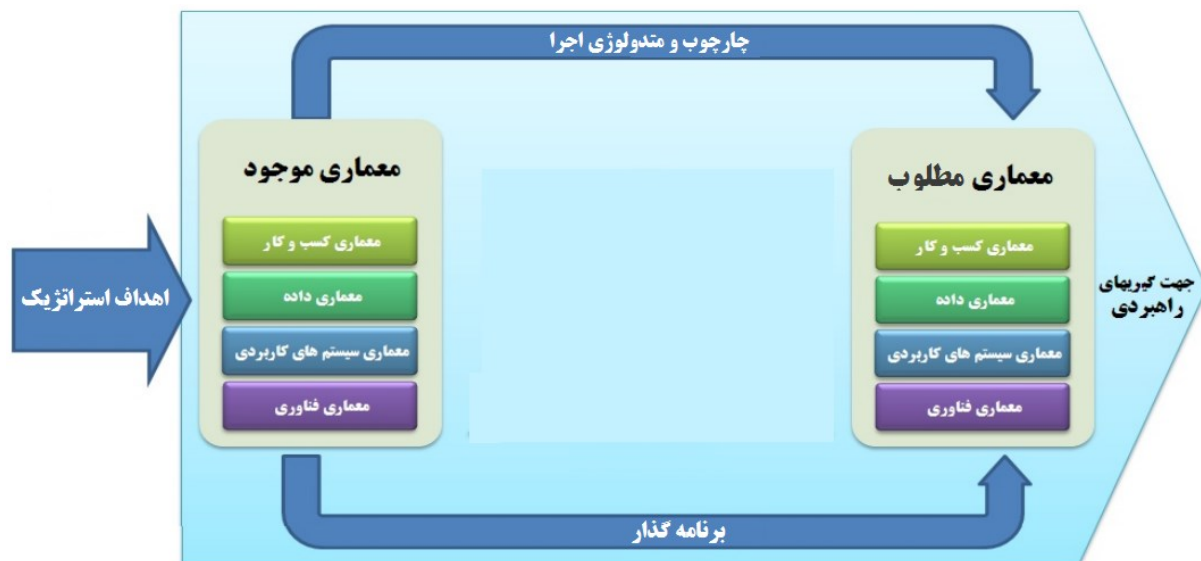 چارچوب و متدولوژی اجرا
معماری موجود
معماری کسب و کار
معماری داده
معماری سیستم های کاربردی
معماری فناوری
معماری مطلوب
معماری کسب و کار
معماری داده
معماری سیستم های کاربردی
معماری فناوری
اهداف استراتژیک
جهت گیریهای
راهبردی
برنامه گذار